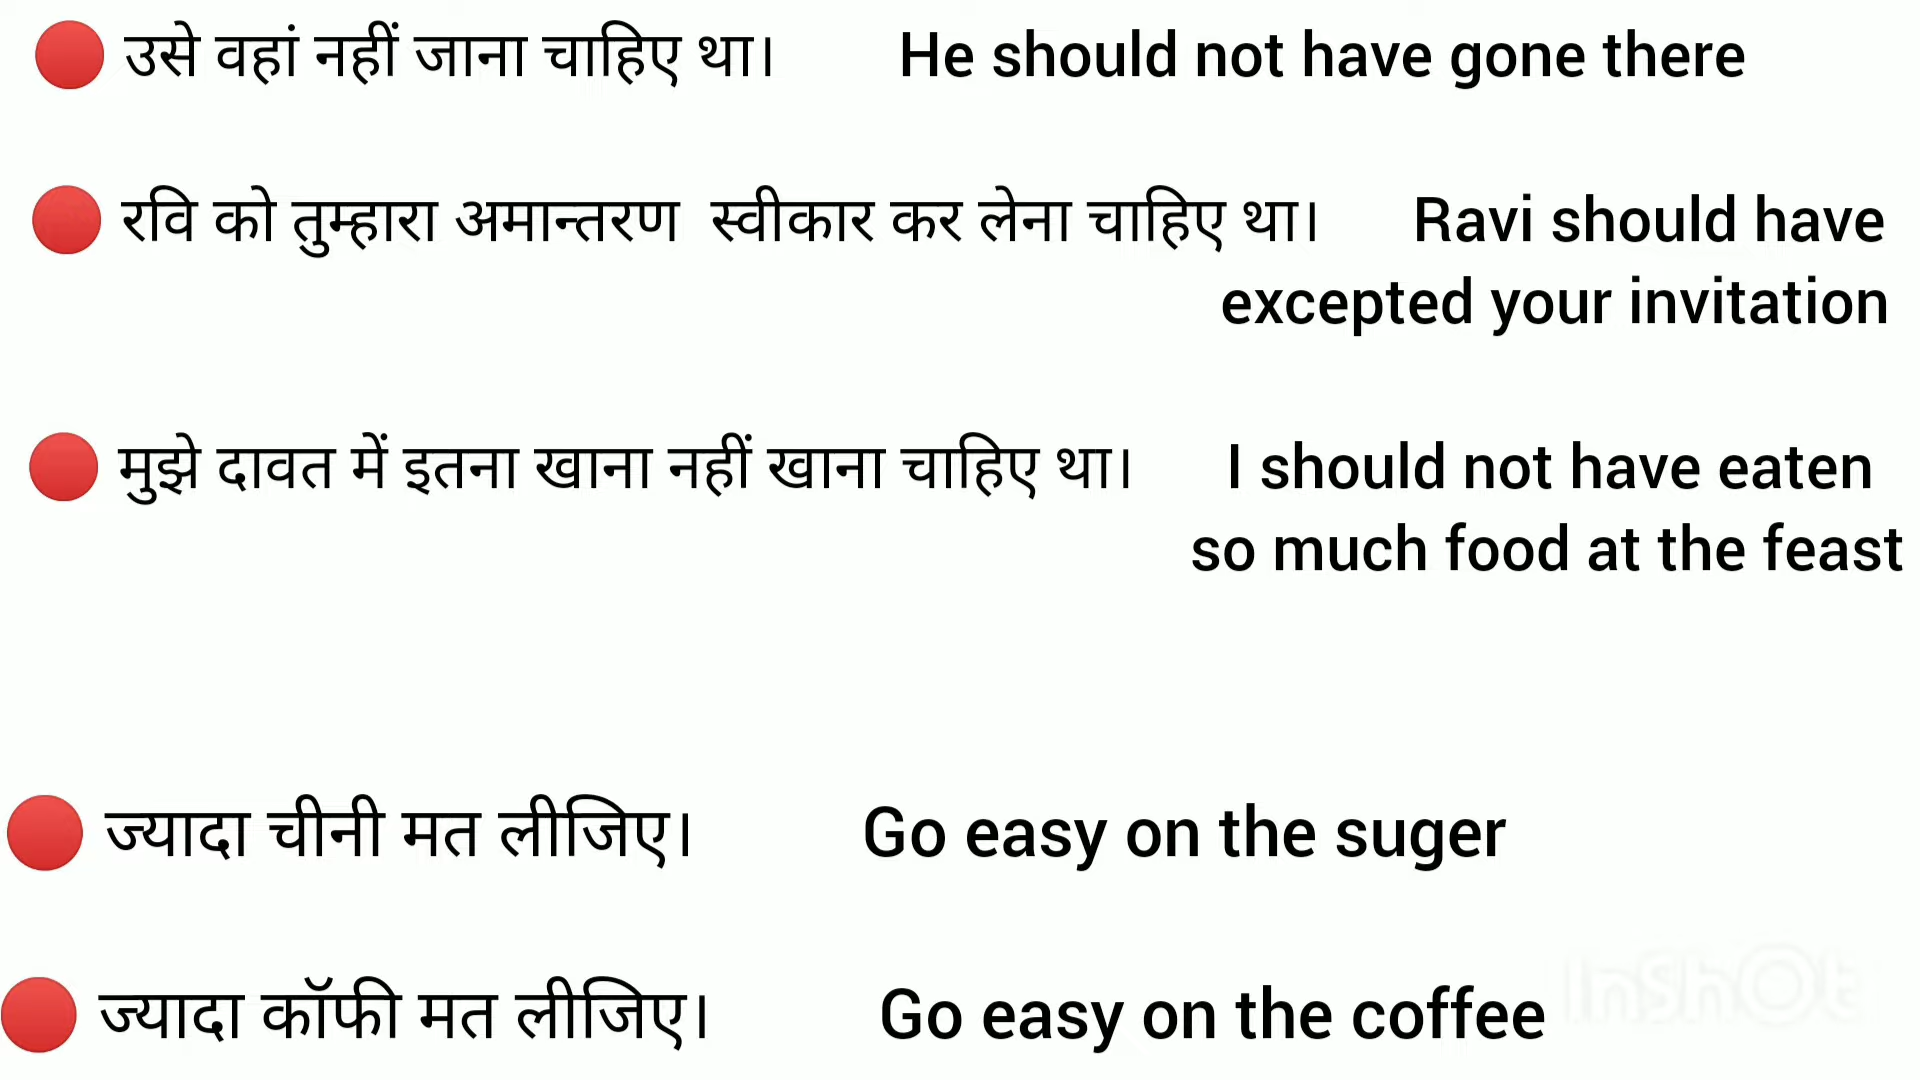 🔴 उसे वहां नहीं जाना चाहिए था। He should not have gone there
🔴 रवि को तुम्हारा अमान्तरण स्वीकार कर लेना चाहिए था। Ravi should have
excepted your invitation
🔴 मुझे दावत में इतना खाना नहीं खाना चाहिए था। I should not have eaten
so much food at the feast
🔴 ज्यादा चीनी मत लीजिए। Go easy on the suger
🔴 ज्यादा कॉफी मत लीजिए। Go easy on the coffee
InShOt